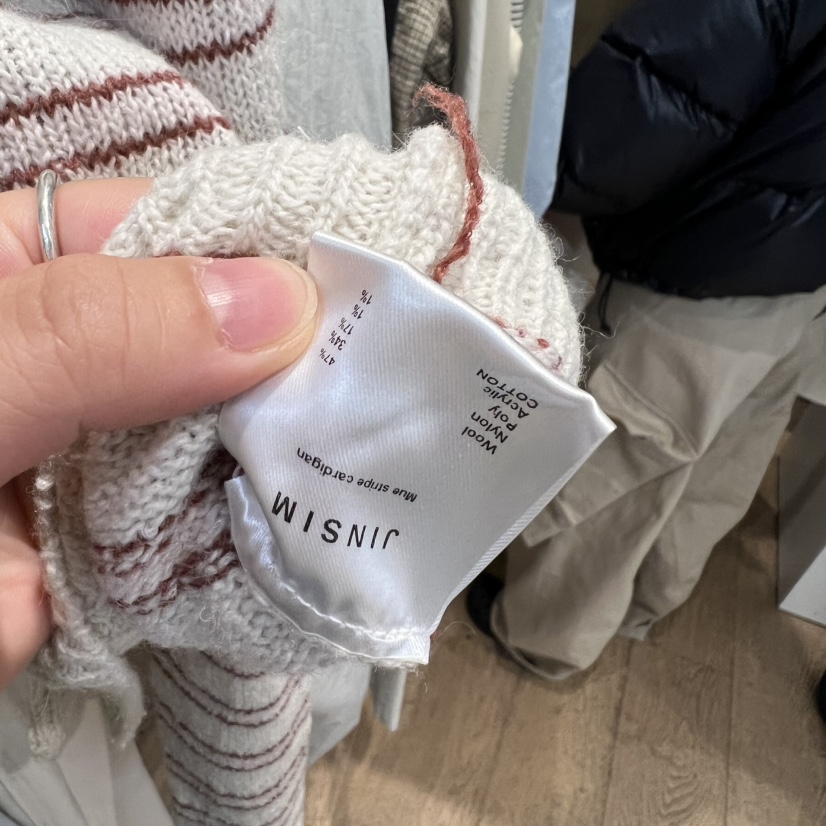 JINSIM
Mue stripe cardigan
Wool 47%
Nylon 34%
Poly 17%
Acrylic 1%
COTTON 1%